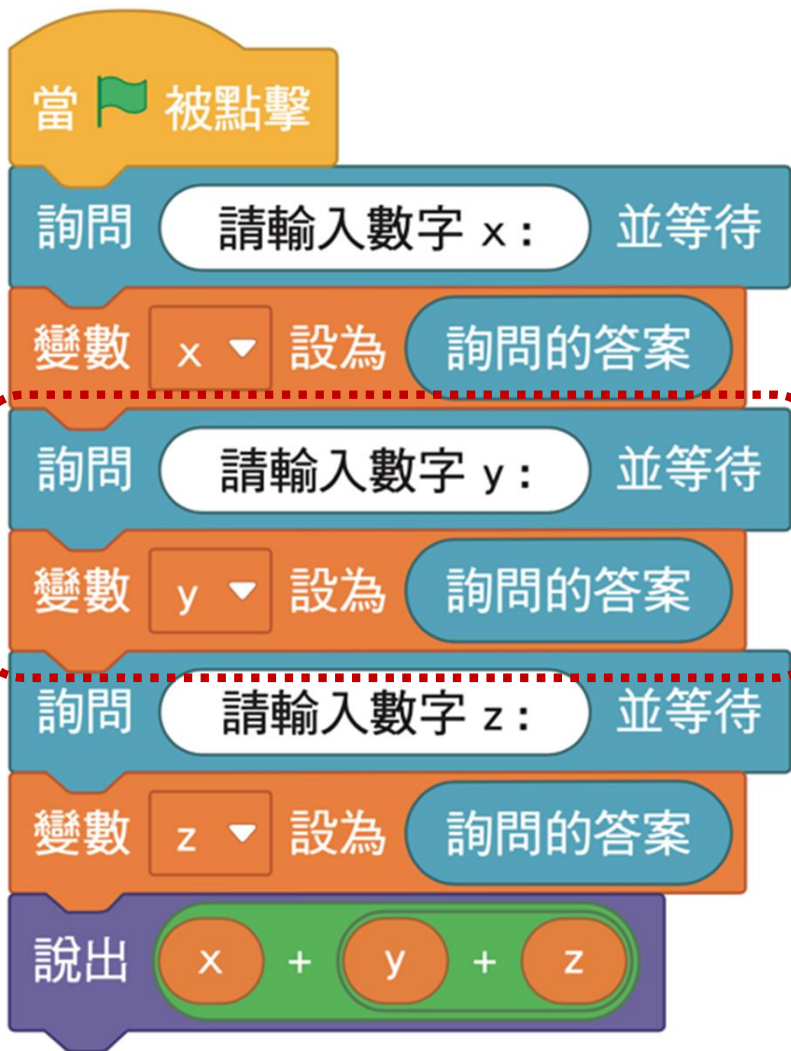 當 被點擊
詢問 請輸入數字 x： 並等待
變數 x 設為 詢問的答案
詢問 請輸入數字 y： 並等待
變數 y 設為 詢問的答案
詢問 請輸入數字 z： 並等待
變數 z 設為 詢問的答案
說出 x + y + z